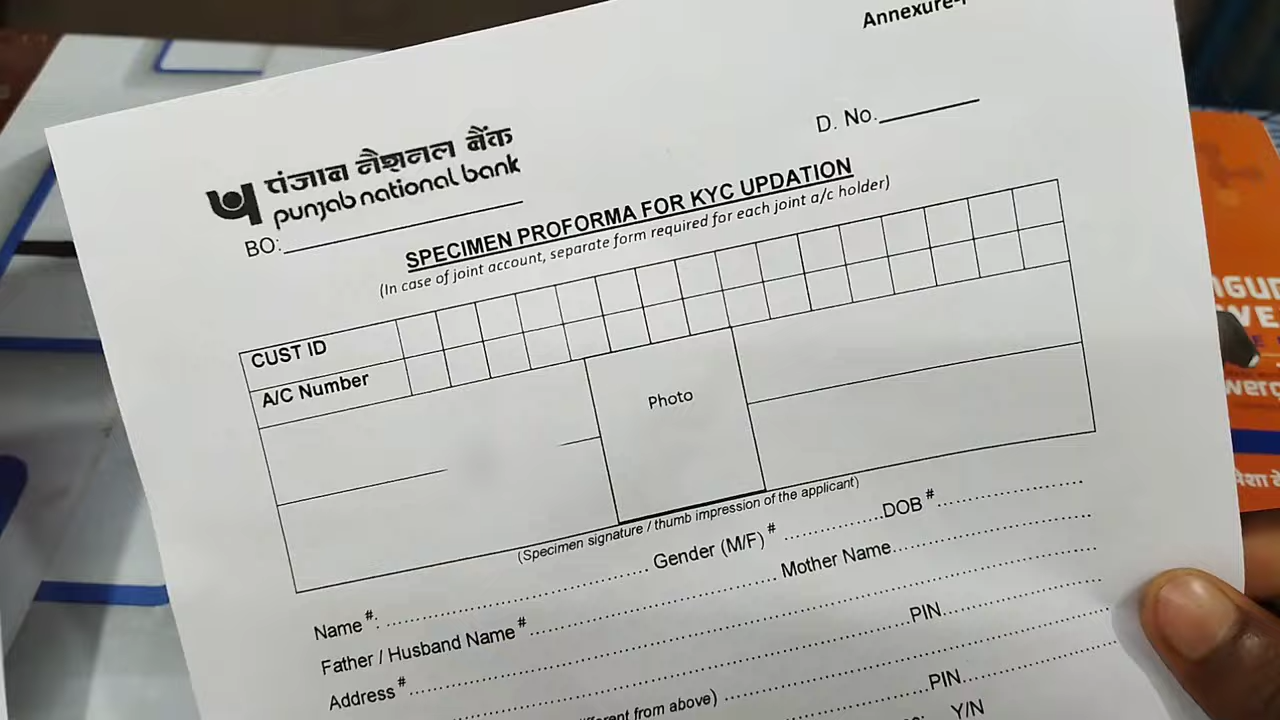 Annexure-
पंजाब नैशनल बैंक
punjab national bank
D. No.
BO:
SPECIMEN PROFORMA FOR KYC UPDATION
(In case of joint account, separate form required for each joint a/c holder)
CUST ID
A/C Number
Photo
(Specimen signature / thumb impression of the applicant)
Name#: Gender (M/F)# DOB#
Father / Husband Name# Mother Name
Address#
PIN
different from above)
PIN
Y/N